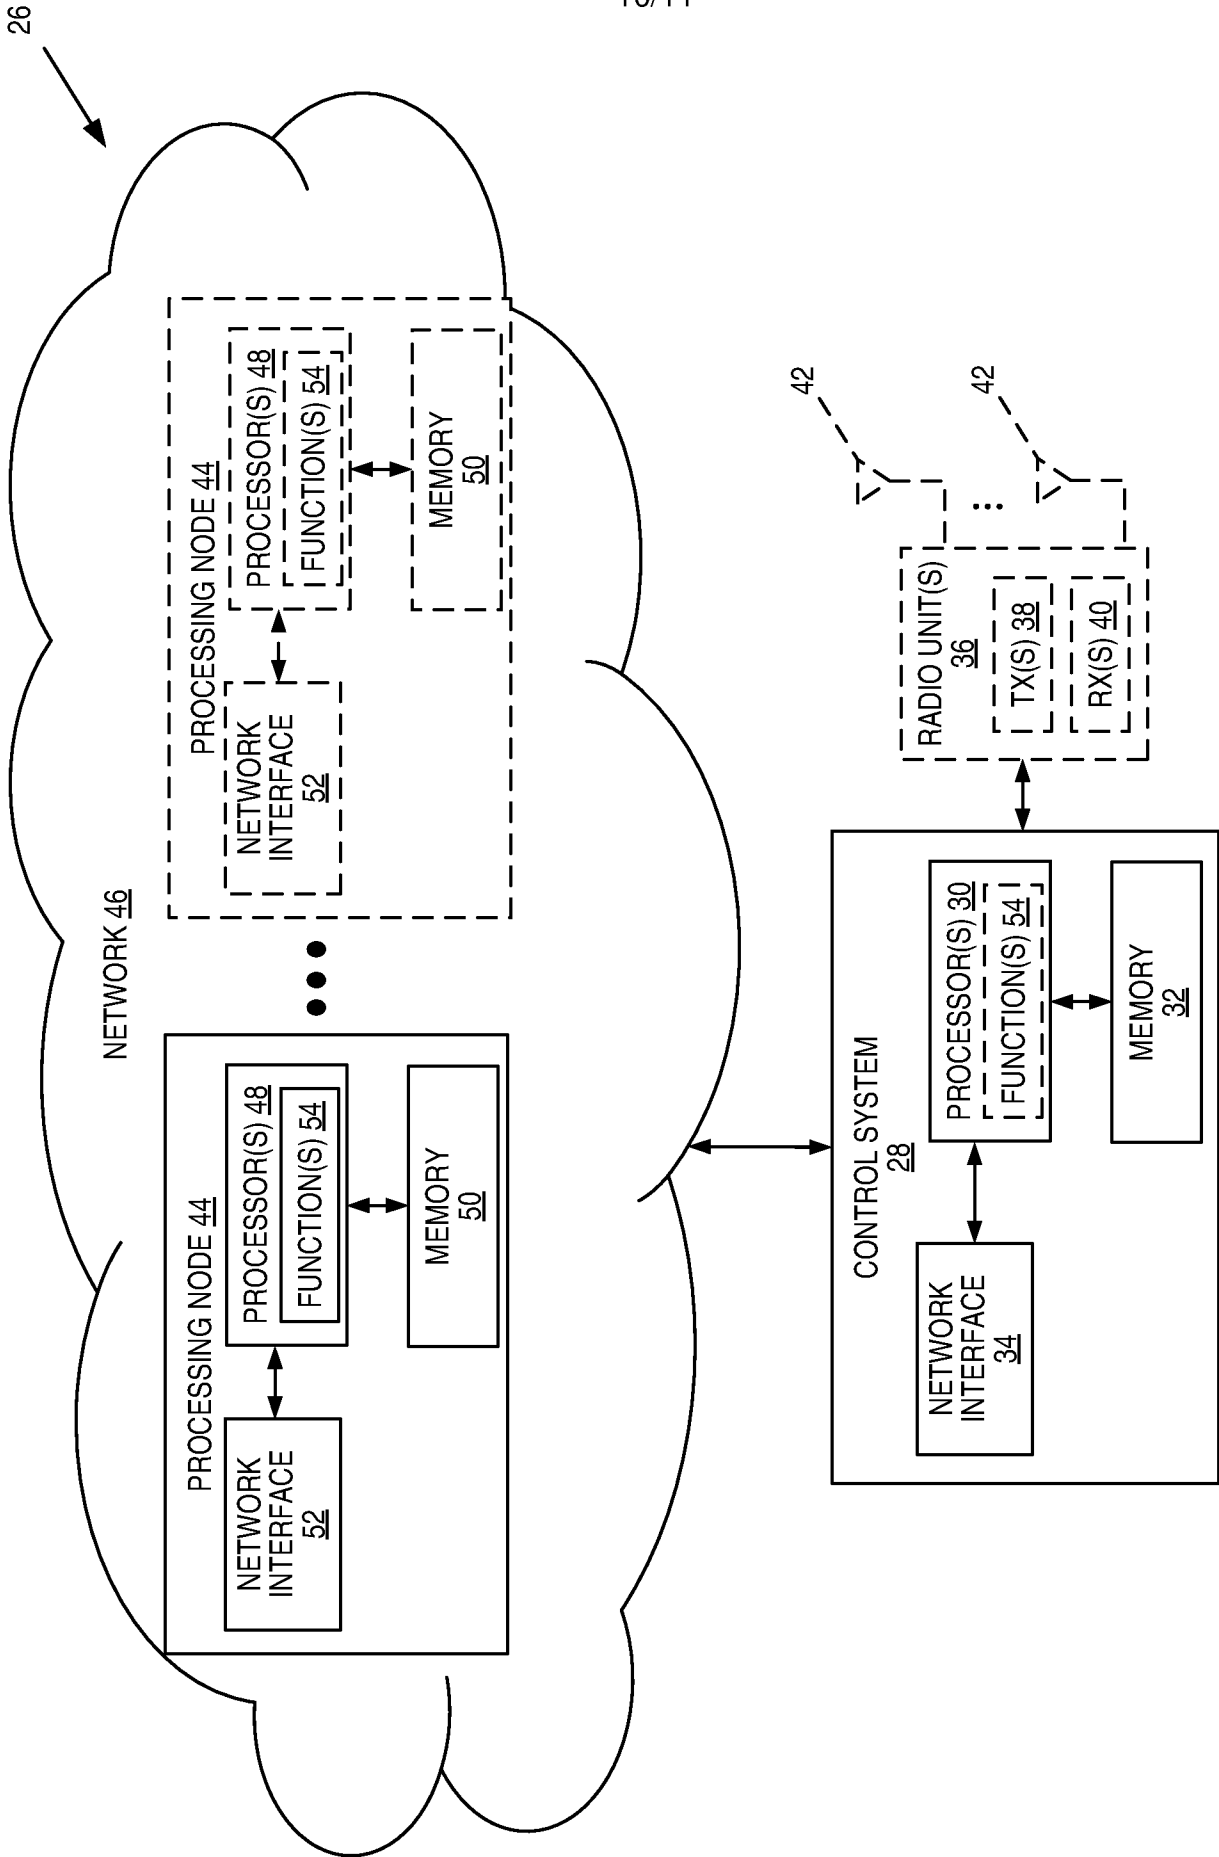 26
NETWORK 46
PROCESSING NODE 44
NETWORK
INTERFACE
52
PROCESSOR(S) 48
FUNCTION(S) 54
MEMORY
50
PROCESSING NODE 44
NETWORK
INTERFACE
52
PROCESSOR(S) 48
FUNCTION(S) 54
MEMORY
50
CONTROL SYSTEM
28
NETWORK
INTERFACE
34
PROCESSOR(S) 30
FUNCTION(S) 54
MEMORY
32
RADIO UNIT(S)
36
TX(S) 38
RX(S) 40
42
42